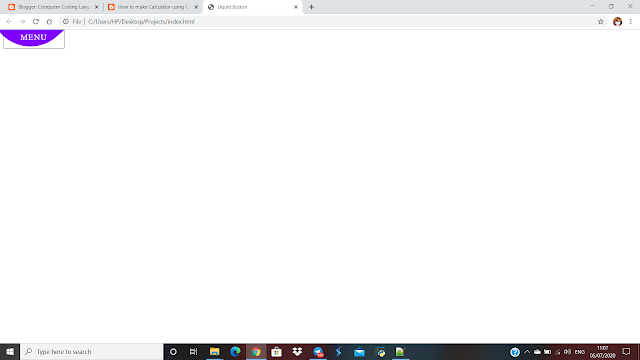 Blogger: Computer Coding Lang
How to make Calculator using C
Liquid Button
File
C:/Users/HP/Desktop/Projects/index.html
MENU
Type here to search
ENG
11:07
05/07/2020